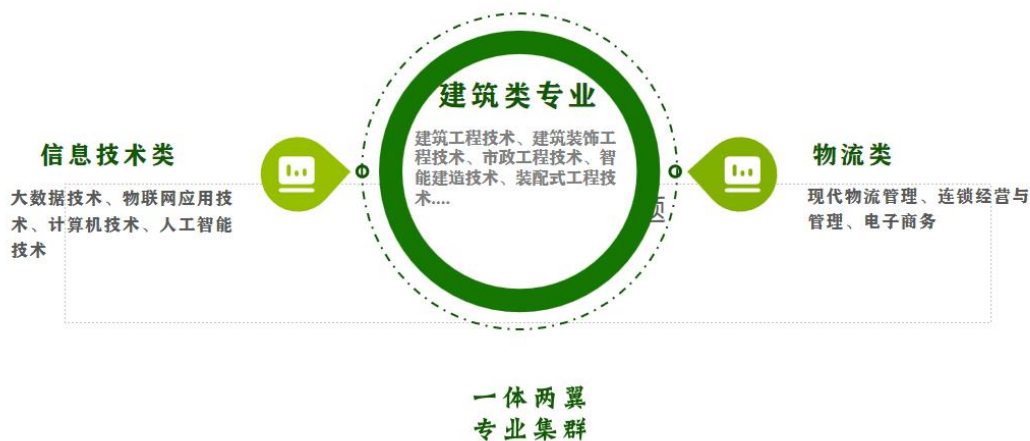 信息技术类
大数据技术、物联网应用技
术、计算机技术、人工智能
技术
建筑类专业
建筑工程技术、建筑装饰工
程技术、市政工程技术、智
能建造技术、装配式工程技
术....
题
物流类
现代物流管理、连锁经营与
管理、电子商务
一体两翼
专业集群